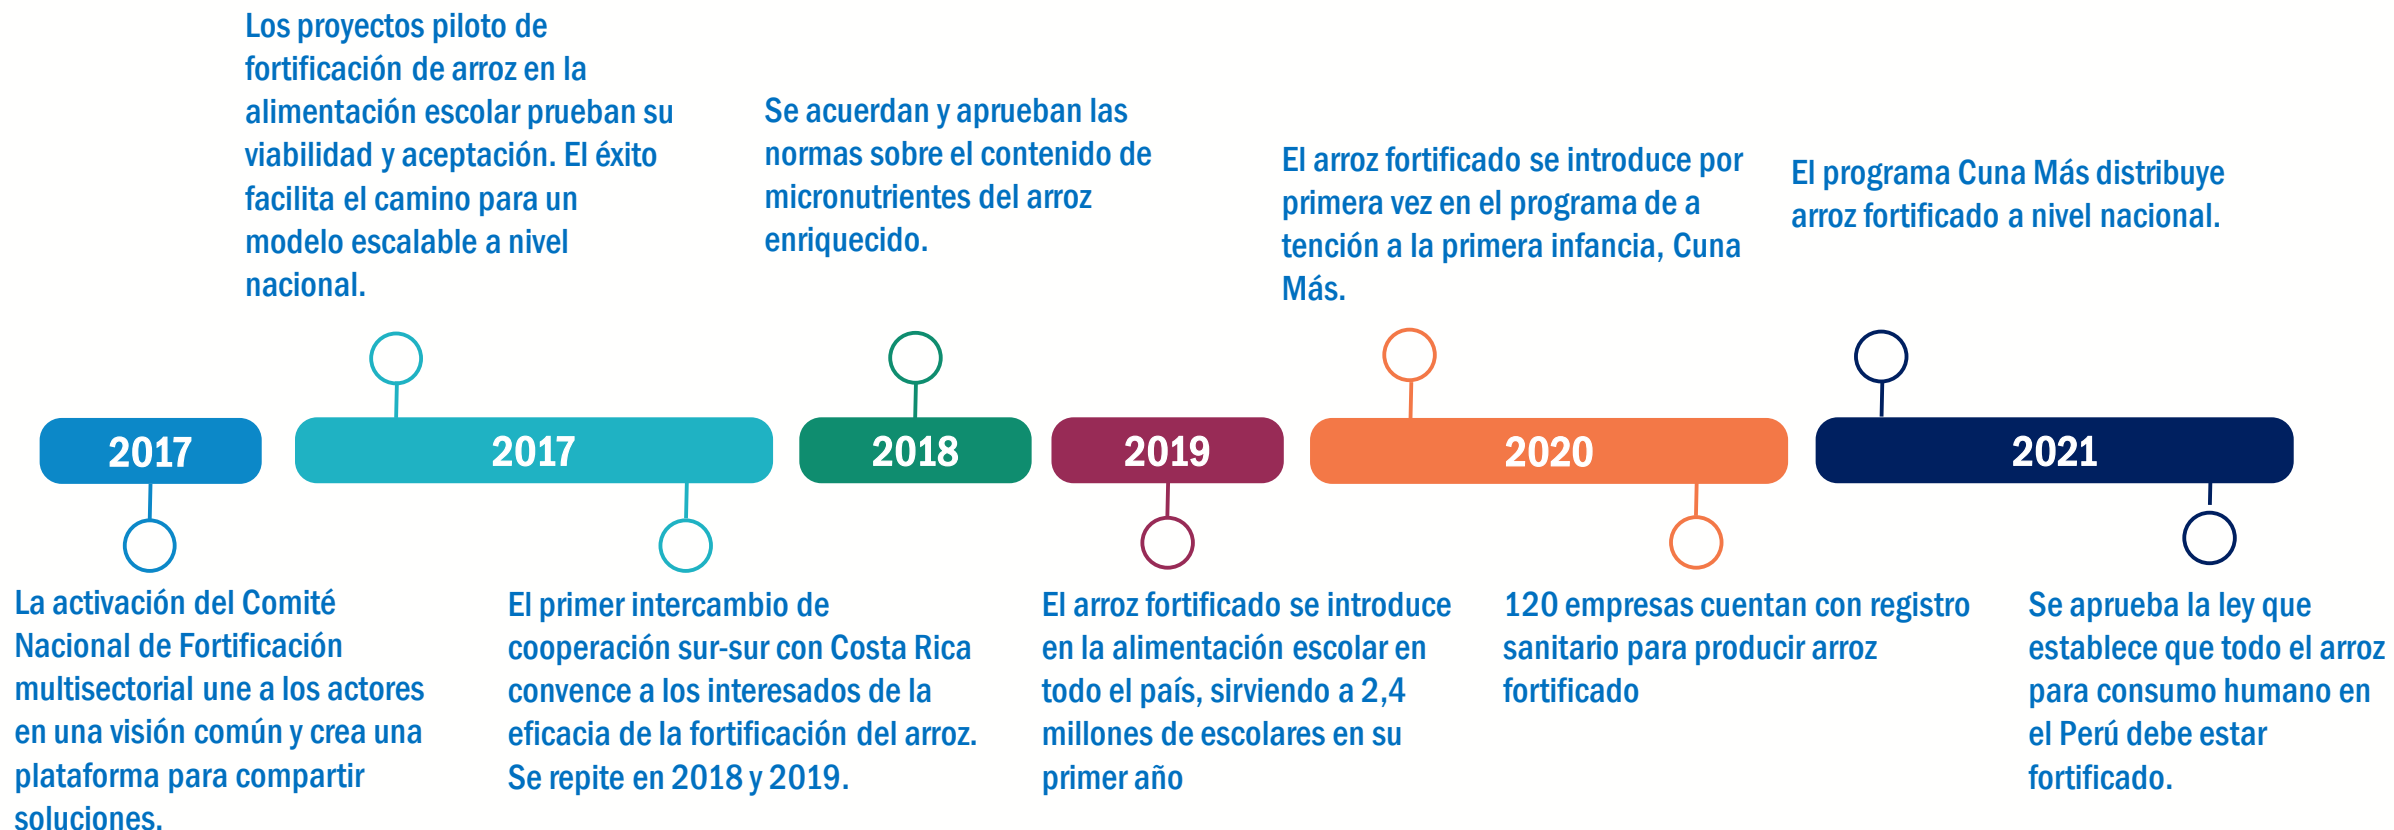 Los proyectos piloto de
fortificación de arroz en la
alimentación escolar prueban su
viabilidad y aceptación. El éxito
facilita el camino para un
modelo escalable a nivel
nacional.
Se acuerdan y aprueban las
normas sobre el contenido de
micronutrientes del arroz
enriquecido.
El arroz fortificado se introduce por
primera vez en el programa de a
tención a la primera infancia, Cuna
Más.
El programa Cuna Más distribuye
arroz fortificado a nivel nacional.
2017
2017
2018
2019
2020
2021
La activación del Comité
Nacional de Fortificación
multisectorial une a los actores
en una visión común y crea una
plataforma para compartir
soluciones.
El primer intercambio de
cooperación sur-sur con Costa Rica
convence a los interesados de la
eficacia de la fortificación del arroz.
Se repite en 2018 y 2019.
El arroz fortificado se introduce
en la alimentación escolar en
todo el país, sirviendo a 2,4
millones de escolares en su
primer año
120 empresas cuentan con registro
sanitario para producir arroz
fortificado
Se aprueba la ley que
establece que todo el arroz
para consumo humano en
el Perú debe estar
fortificado.